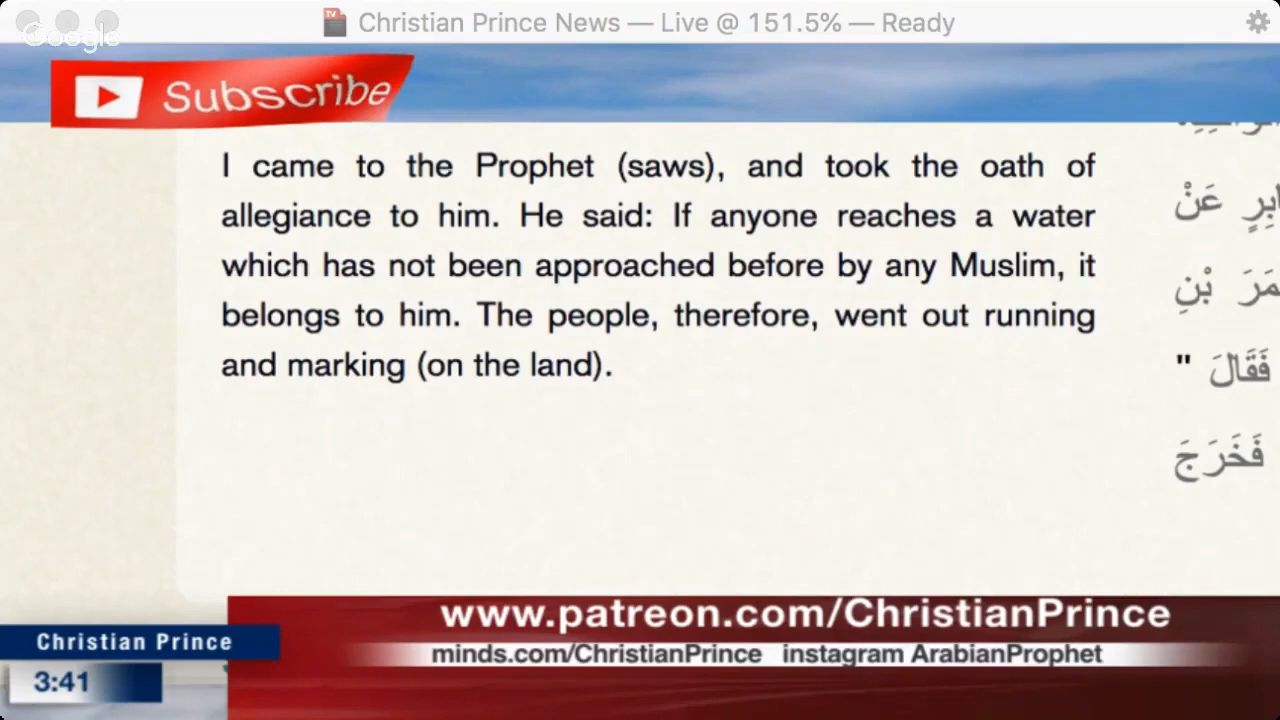 Christian Prince News — Live @ 151.5% — Ready
Google
Subscribe
I came to the Prophet (saws), and took the oath of
allegiance to him. He said: If anyone reaches a water
which has not been approached before by any Muslim, it
belongs to him. The people, therefore, went out running
and marking (on the land).
عَنْ
بْنِ
فَقَالَ "
فَخَرَجَ
www.patreon.com/ChristianPrince
Christian Prince
minds.com/ChristianPrince instagram ArabianProphet
3:41